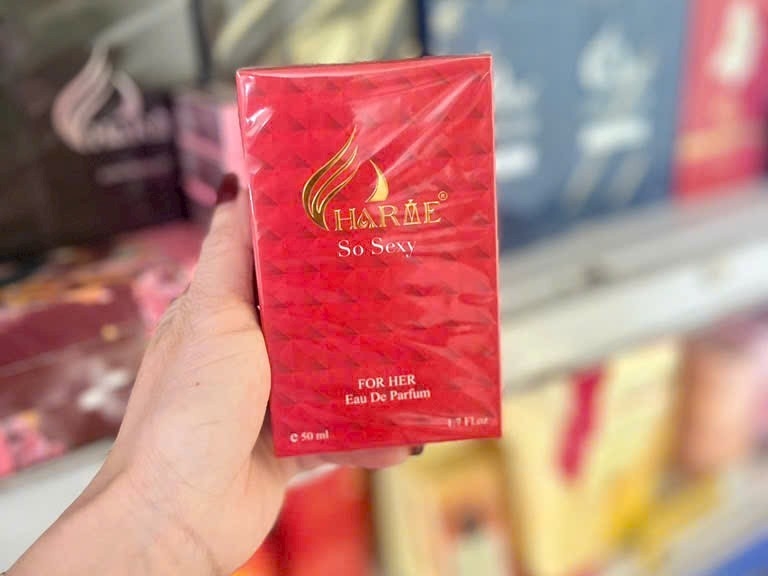 CHARME®
So Sexy
FOR HER
Eau De Parfum
e 50 ml
1.7 Fl.oz